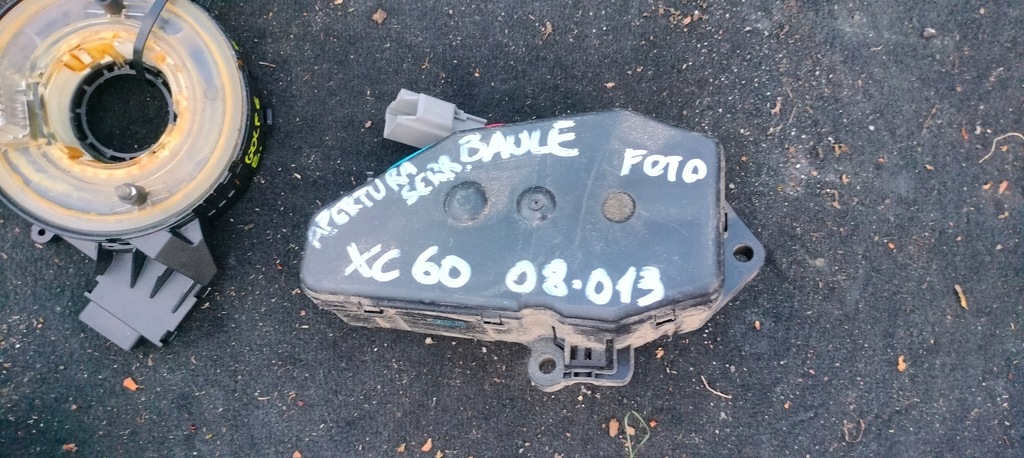 APERTURA BAULE
SERR.
FOTO
XC 60 08-013